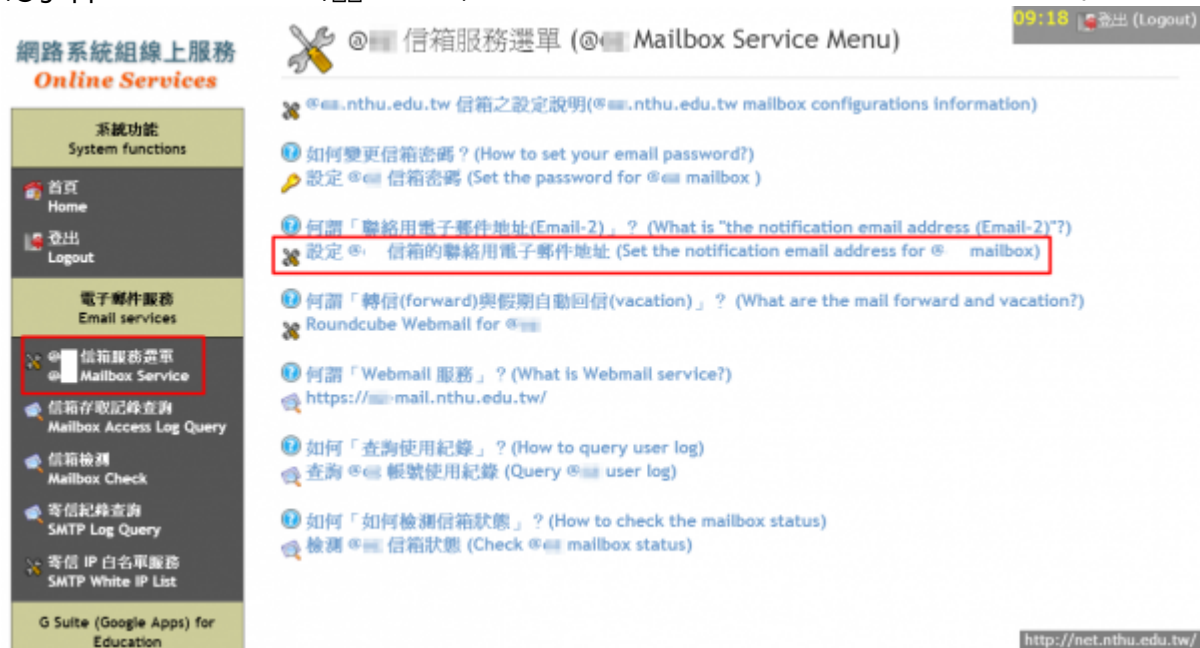 網路系統組線上服務
Online Services
系統功能
System functions
首頁
Home
登出
Logout
電子郵件服務
Email services
@ 信箱服務選單
@ Mailbox Service
信箱存取記錄查詢
Mailbox Access Log Query
信箱檢測
Mailbox Check
寄信紀錄查詢
SMTP Log Query
寄信 IP 白名單服務
SMTP White IP List
G Suite (Google Apps) for
Education
09:18 登出 (Logout)
@ 信箱服務選單 (@ Mailbox Service Menu)
@ .nthu.edu.tw 信箱之設定說明(@ .nthu.edu.tw mailbox configurations information)
如何變更信箱密碼？(How to set your email password?)
設定 @ 信箱密碼 (Set the password for @ mailbox )
何謂「聯絡用電子郵件地址(Email-2)」？ (What is "the notification email address (Email-2)"?)
設定 @ 信箱的聯絡用電子郵件地址 (Set the notification email address for @ mailbox)
何謂「轉信(forward)與假期自動回信(vacation)」？ (What are the mail forward and vacation?)
Roundcube Webmail for @
何謂「Webmail 服務」？(What is Webmail service?)
https:// -mail.nthu.edu.tw/
如何「查詢使用紀錄」？(How to query user log)
查詢 @ 帳號使用紀錄 (Query @ user log)
如何「如何檢測信箱狀態」？(How to check the mailbox status)
檢測 @ 信箱狀態 (Check @ mailbox status)
http://net.nthu.edu.tw/